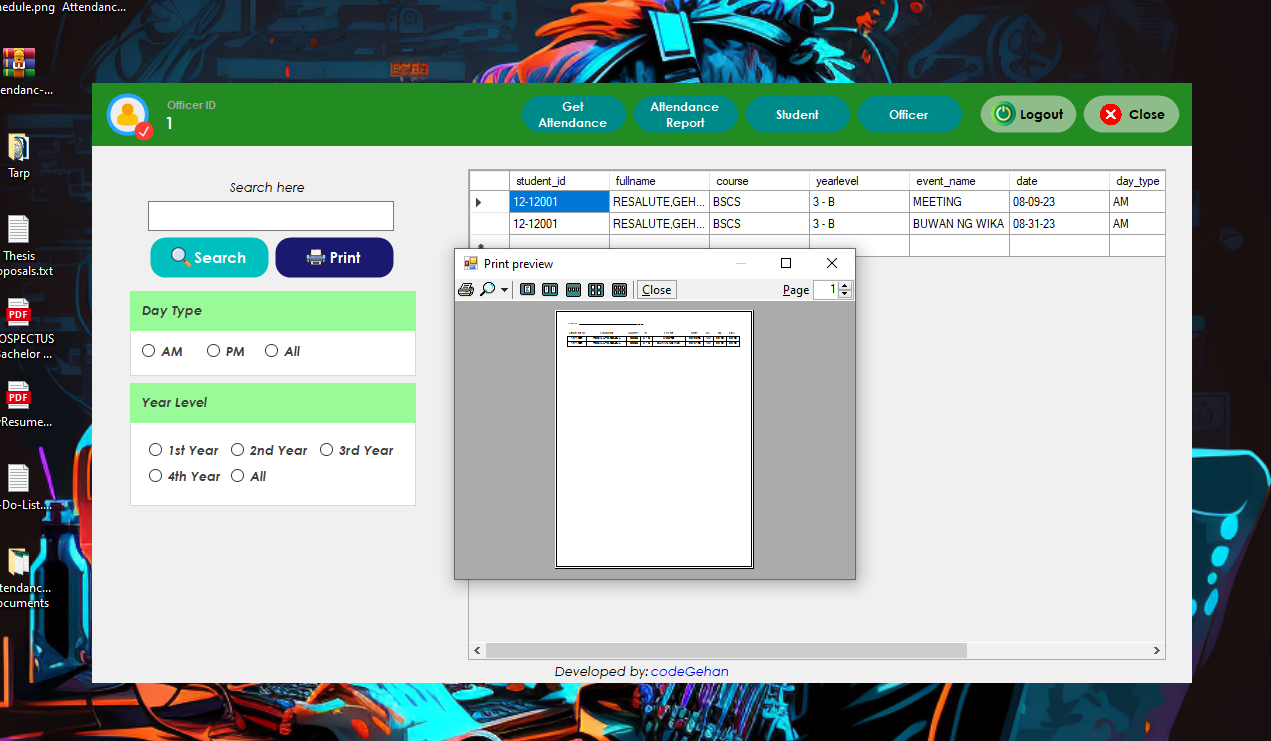 hedule.png Attendanc...
endanc-...
Tarp
Thesis
oposals.txt
PDF
OSPECTUS
Bachelor ...
PDF
Resume...
-Do-List....
tendanc...
ocuments
Officer ID
1
Get
Attendance
Attendance
Report
Student
Officer
Logout
Close
Search here
Search
Print
Day Type
AM
PM
All
Year Level
1st Year
2nd Year
3rd Year
4th Year
All
student_id fullname course yearlevel event_name date day_type
12-12001 RESALUTE,GEH... BSCS 3 - B MEETING 08-09-23 AM
12-12001 RESALUTE,GEH... BSCS 3 - B BUWAN NG WIKA 08-31-23 AM
Print preview
Close
Page 1
Developed by: codeGehan